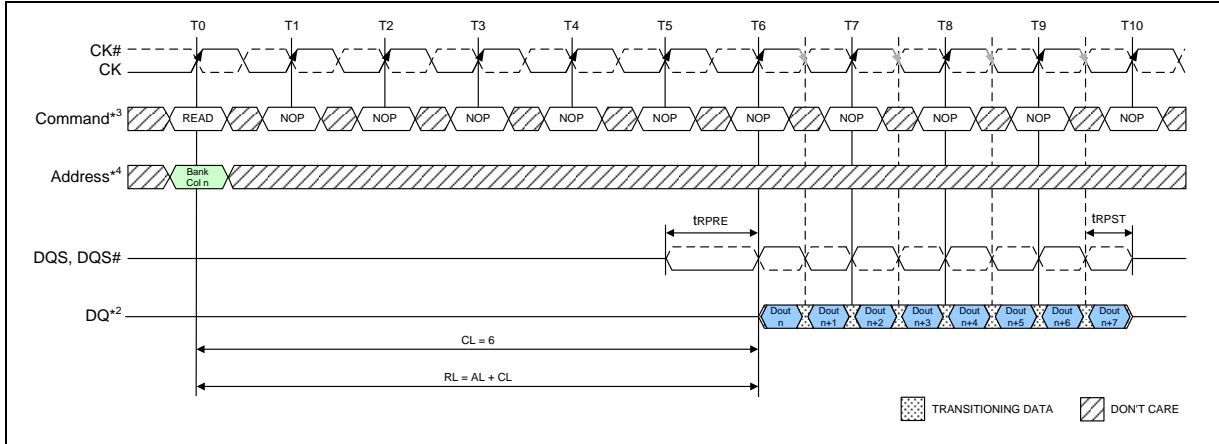 T0 T1 T2 T3 T4 T5 T6 T7 T8 T9 T10
CK#
CK
Command*3 READ NOP NOP NOP NOP NOP NOP NOP NOP NOP NOP
Address*4 Bank Col n
tRPRE tRPST
DQS, DQS#
DQ*2 Dout n Dout n+1 Dout n+2 Dout n+3 Dout n+4 Dout n+5 Dout n+6 Dout n+7
CL = 6
RL = AL + CL
TRANSITIONING DATA DON'T CARE